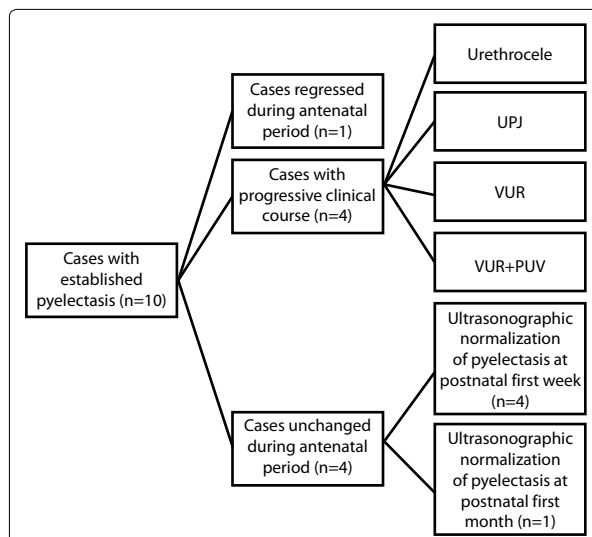 Cases with
established
pyelectasis (n=10)
Cases regressed
during antenatal
period (n=1)
Cases with
progressive clinical
course (n=4)
Cases unchanged
during antenatal
period (n=4)
Urethrocele
UPJ
VUR
VUR+PUV
Ultrasonographic
normalization
of pyelectasis at
postnatal first week
(n=4)
Ultrasonographic
normalization
of pyelectasis at
postnatal first
month (n=1)